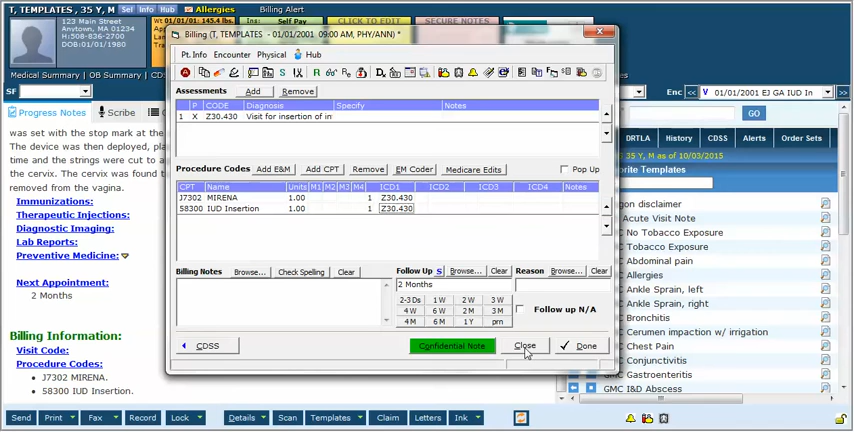 T, TEMPLATES , 35 Y, M Sel Info Hub Allergies Billing Alert
123 Main Street
Anytown, MA 01234
H:508-836-2700
DOB:01/01/1980
Wt 01/01/01: 145.4 lbs.
Self Pay
CLICK TO EDIT
SECURE NOTES
Medical Summary | OB Summary | CDS
SF
Enc V 01/01/2001 EJ GA IUD In
Progress Notes Scribe
GO
DRTLA History CDSS Alerts Order Sets
35 Y, M as of 10/03/2015
orite Templates
was set with the stop mark at the
The device was then deployed, pla
time and the strings were cut to a
the cervix. The cervix was found t
removed from the vagina.
Immunizations:
Therapeutic Injections:
Diagnostic Imaging:
Lab Reports:
Preventive Medicine:
Next Appointment:
2 Months
Billing Information:
Visit Code:
Procedure Codes:
• J7302 MIRENA.
• 58300 IUD Insertion.
Billing (T, TEMPLATES - 01/01/2001 09:00 AM, PHY/ANN) *
Pt. Info Encounter Physical Hub
Assessments Add Remove
P CODE Diagnosis Specify Notes
1 X Z30.430 Visit for insertion of in
Procedure Codes Add E&M Add CPT Remove EM Coder Medicare Edits Pop Up
CPT Name Units M1 M2 M3 M4 ICD1 ICD2 ICD3 ICD4 Notes
J7302 MIRENA 1.00 1 Z30.430
58300 IUD Insertion 1.00 1 Z30.430
Billing Notes Browse... Check Spelling Clear
Follow Up S Browse... Clear Reason Browse... Clear
2 Months
2-3 Ds 1 W 2 W 3 W
4 W 6 W 2 M 3 M
4 M 6 M 1 Y prn
Follow up N/A
CDSS Confidential Note Close Done
gon disclaimer
Acute Visit Note
No Tobacco Exposure
Tobacco Exposure
Abdominal pain
Allergies
Ankle Sprain, left
Ankle Sprain, right
Bronchitis
Cerumen impaction w/ irrigation
Chest Pain
Conjunctivitis
GMC Gastroenteritis
GMC I&D Abscess
Send Print Fax Record Lock Details Scan Templates Claim Letters Ink